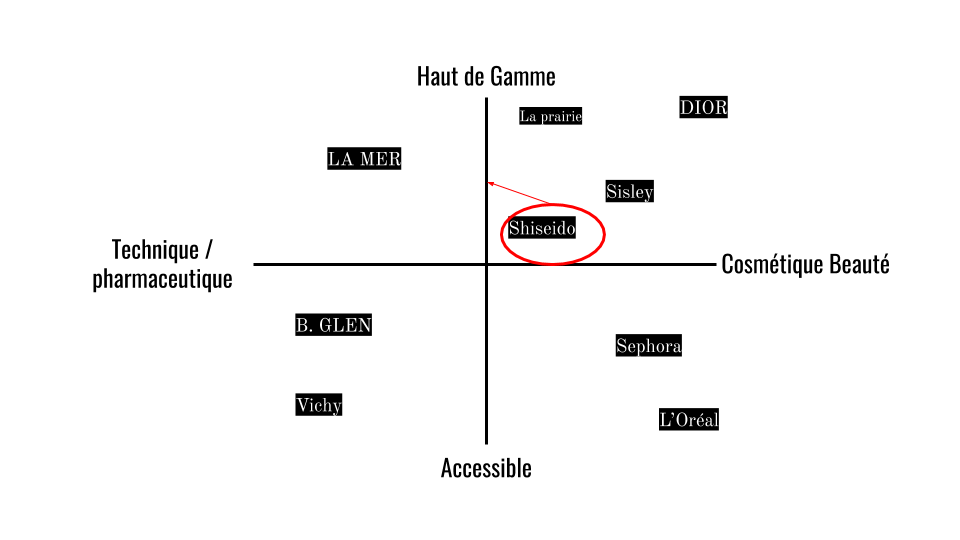 Haut de Gamme
La prairie
DIOR
LA MER
Sisley
Shiseido
Technique /
pharmaceutique
Cosmétique Beauté
B. GLEN
Sephora
Vichy
L'Oréal
Accessible